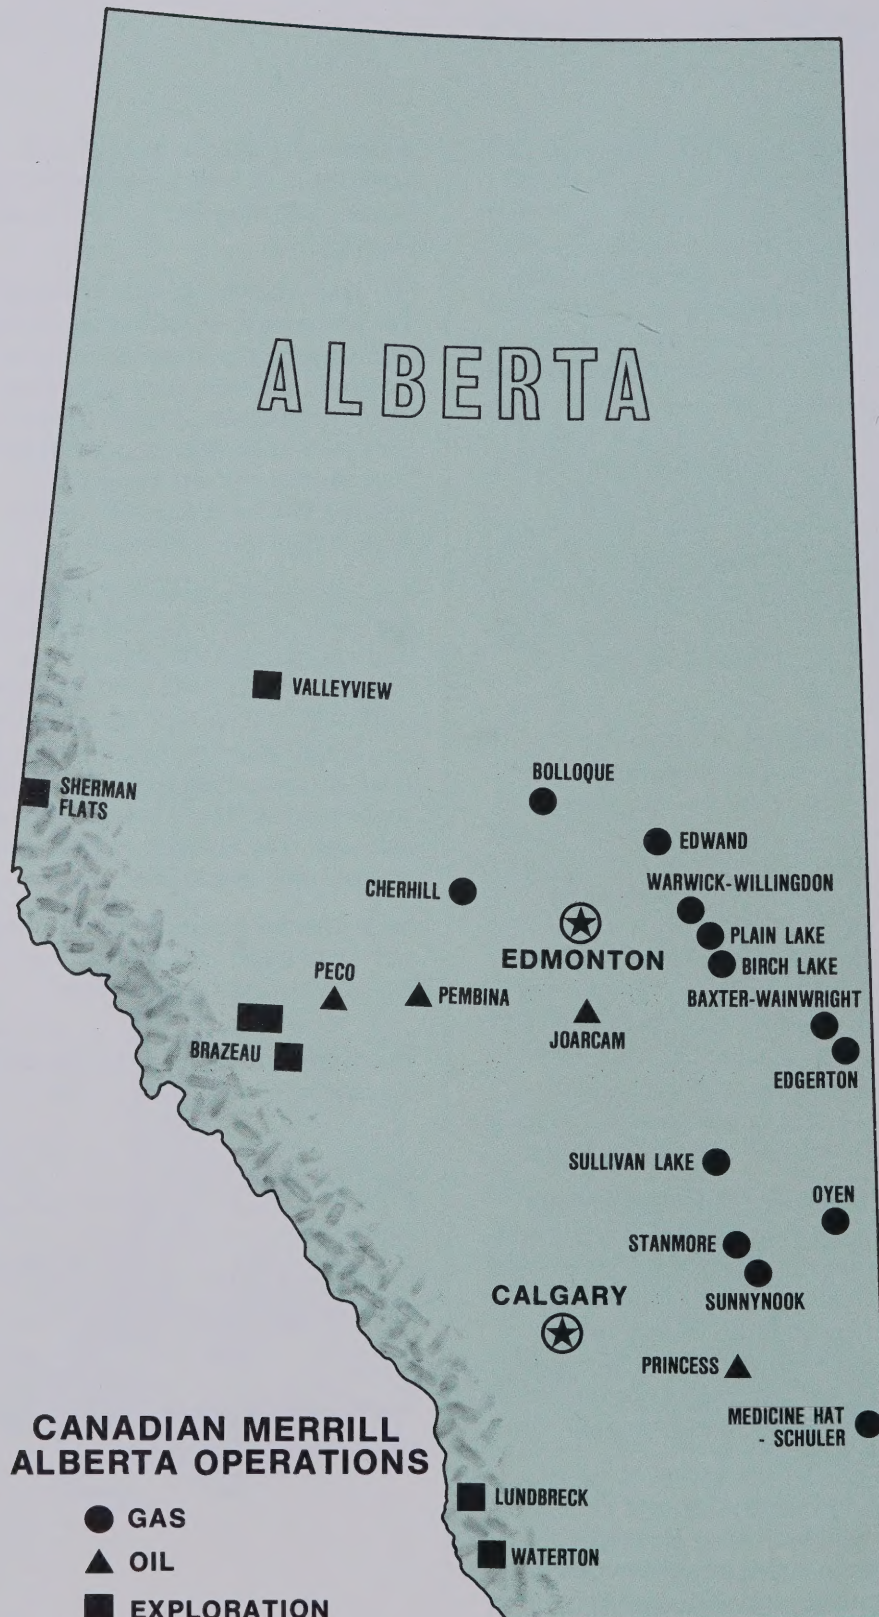 ALBERTA
VALLEYVIEW
SHERMAN
FLATS
BOLLOQUE
EDWAND
CHERHILL
WARWICK-WILLINGDON
PLAIN LAKE
EDMONTON
BIRCH LAKE
PECO
PEMBINA
BAXTER-WAINWRIGHT
JOARCAM
BRAZEAU
EDGERTON
SULLIVAN LAKE
OYEN
STANMORE
CALGARY
SUNNYNOOK
PRINCESS
MEDICINE HAT
- SCHULER
CANADIAN MERRILL
ALBERTA OPERATIONS
LUNDBRECK
GAS
WATERTON
OIL
EXPLORATION